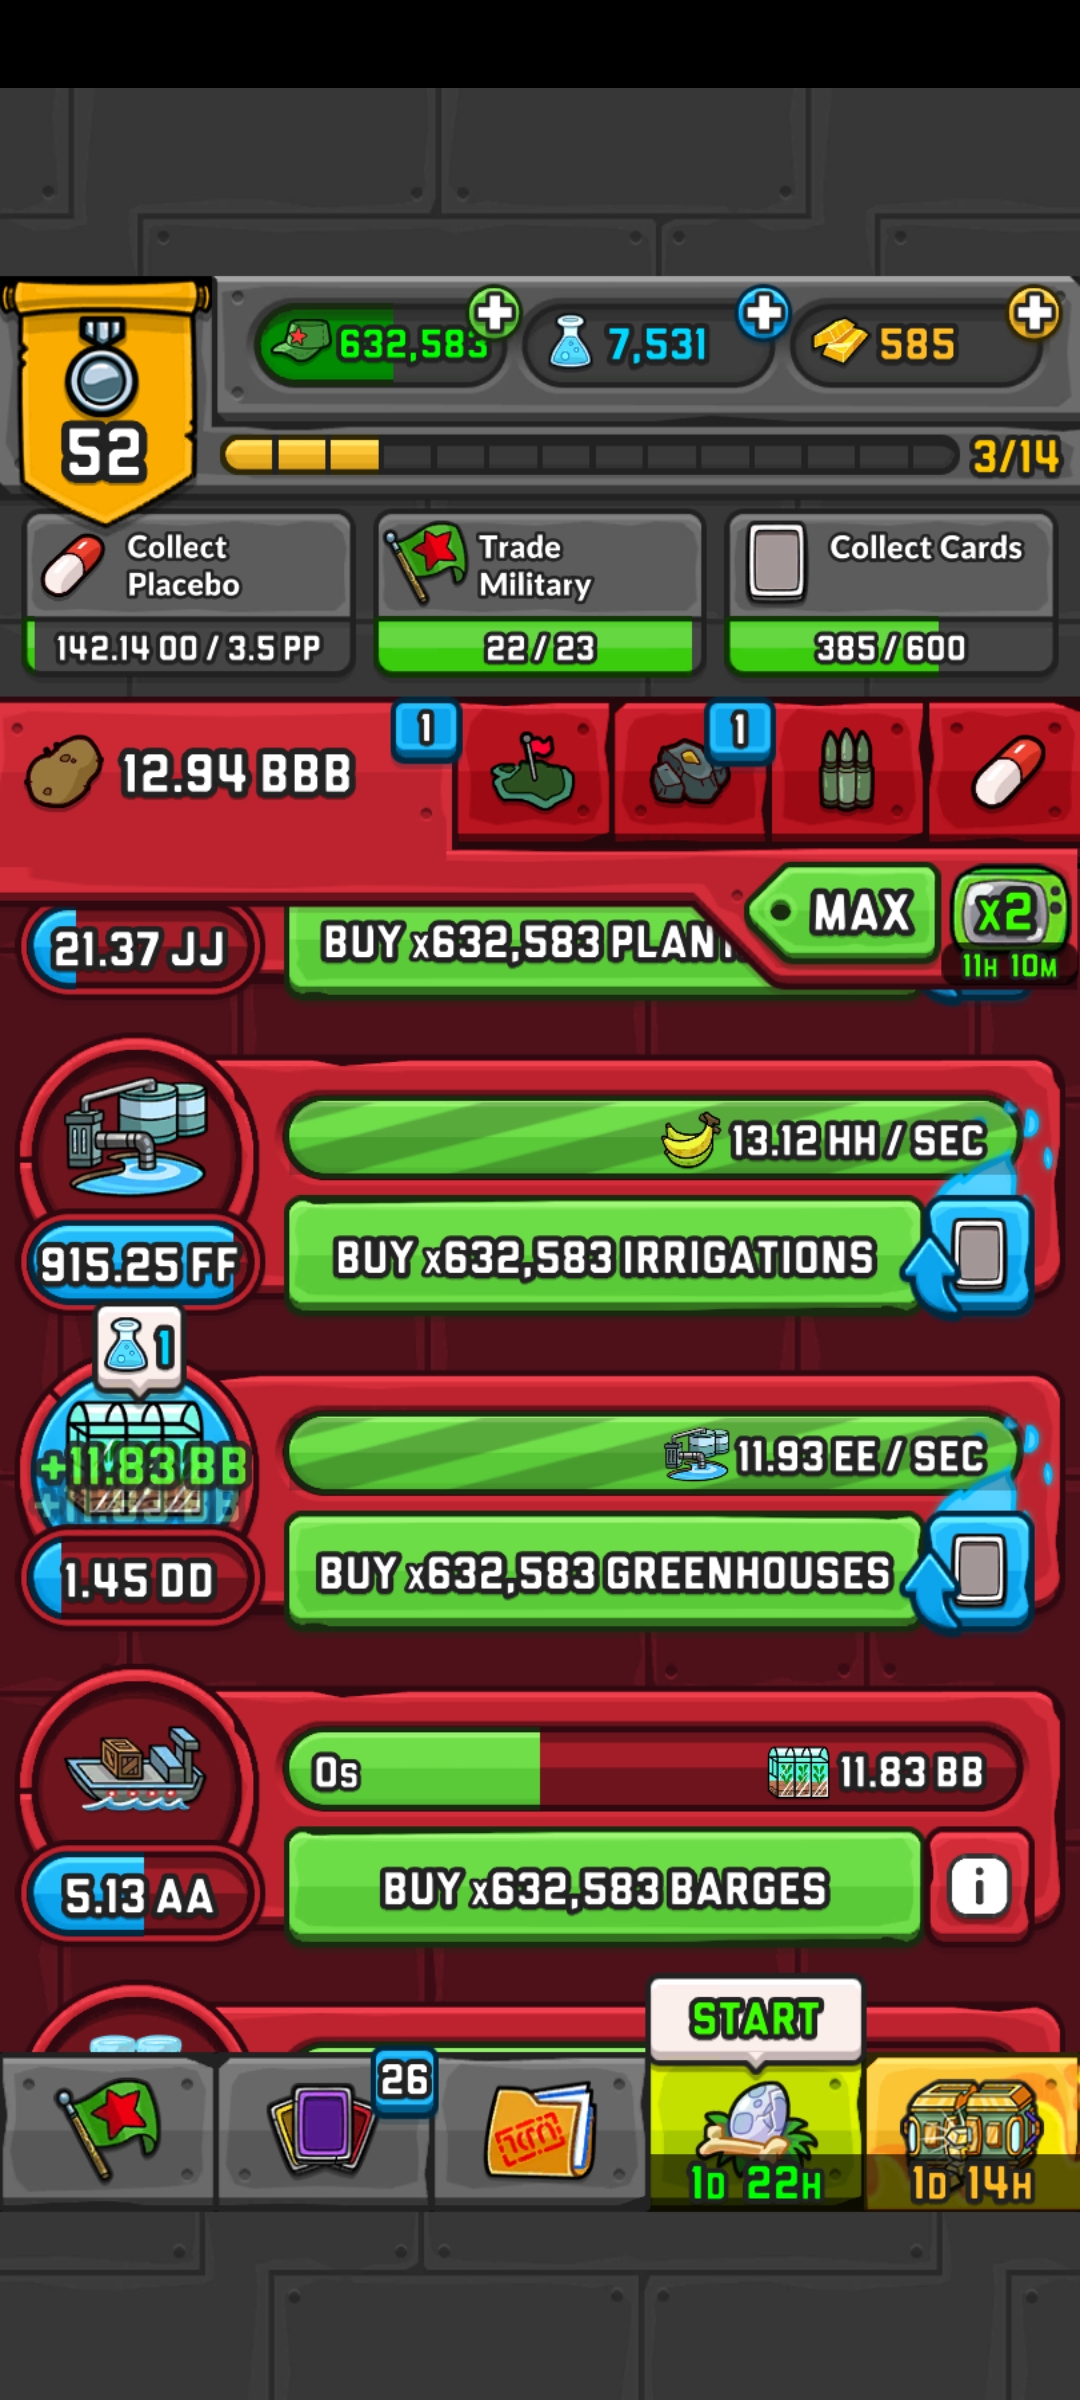 632,583
7,531
585
52
3/14
Collect
Placebo
142.14 OO / 3.5 PP
Trade
Military
22 / 23
Collect Cards
385 / 600
12.94 BBB
1
1
MAX
x2
11H 10M
21.37 JJ
BUY x632,583 PLANT
13.12 HH / SEC
915.25 FF
BUY x632,583 IRRIGATIONS
1
+11.83 BB
11.93 EE / SEC
1.45 DD
BUY x632,583 GREENHOUSES
0s
11.83 BB
5.13 AA
BUY x632,583 BARGES
i
START
26
1D 22H
1D 14H